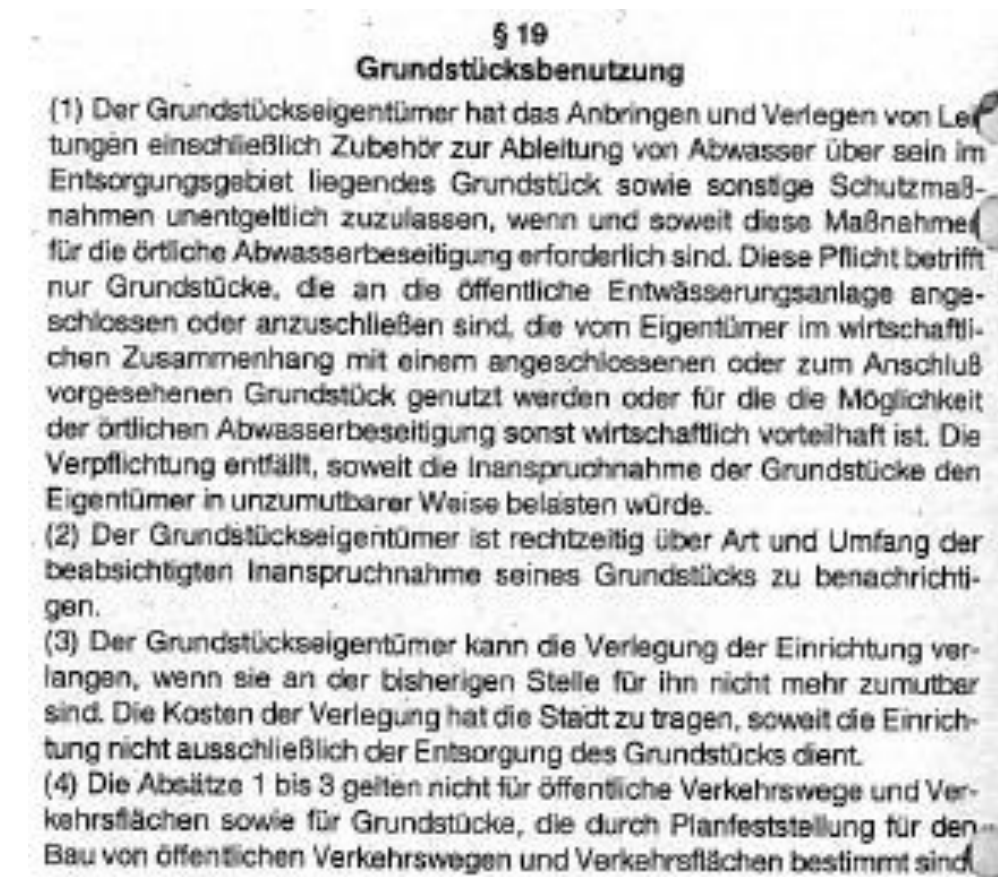 § 19
Grundstücksbenutzung
(1) Der Grundstückseigentümer hat das Anbringen und Verlegen von Lei
tungen einschließlich Zubehör zur Ableitung von Abwasser über sein im
Entsorgungsgebiet liegendes Grundstück sowie sonstige Schutzmaß-
nahmen unentgeltlich zuzulassen, wenn und soweit diese Maßnahmen
für die örtliche Abwasserbeseitigung erforderlich sind. Diese Pflicht betrifft
nur Grundstücke, die an die öffentliche Entwässerungsanlage ange-
schlossen oder anzuschließen sind, die vom Eigentümer im wirtschaftli-
chen Zusammenhang mit einem angeschlossenen oder zum Anschluß
vorgesehenen Grundstück genutzt werden oder für die die Möglichkeit
der örtlichen Abwasserbeseitigung sonst wirtschaftlich vorteilhaft ist. Die
Verpflichtung entfällt, soweit die Inanspruchnahme der Grundstücke den
Eigentümer in unzumutbarer Weise belasten würde.
(2) Der Grundstückseigentümer ist rechtzeitig über Art und Umfang der
beabsichtigten Inanspruchnahme seines Grundstücks zu benachrichti-
gen.
(3) Der Grundstückseigentümer kann die Verlegung der Einrichtung ver-
langen, wenn sie an der bisherigen Stelle für ihn nicht mehr zumutbar
sind. Die Kosten der Verlegung hat die Stadt zu tragen, soweit die Einrich-
tung nicht ausschließlich der Entsorgung des Grundstücks dient.
(4) Die Absätze 1 bis 3 gelten nicht für öffentliche Verkehrswege und Ver-
kehrsflächen sowie für Grundstücke, die durch Planfeststellung für den
Bau von öffentlichen Verkehrswegen und Verkehrsflächen bestimmt sind